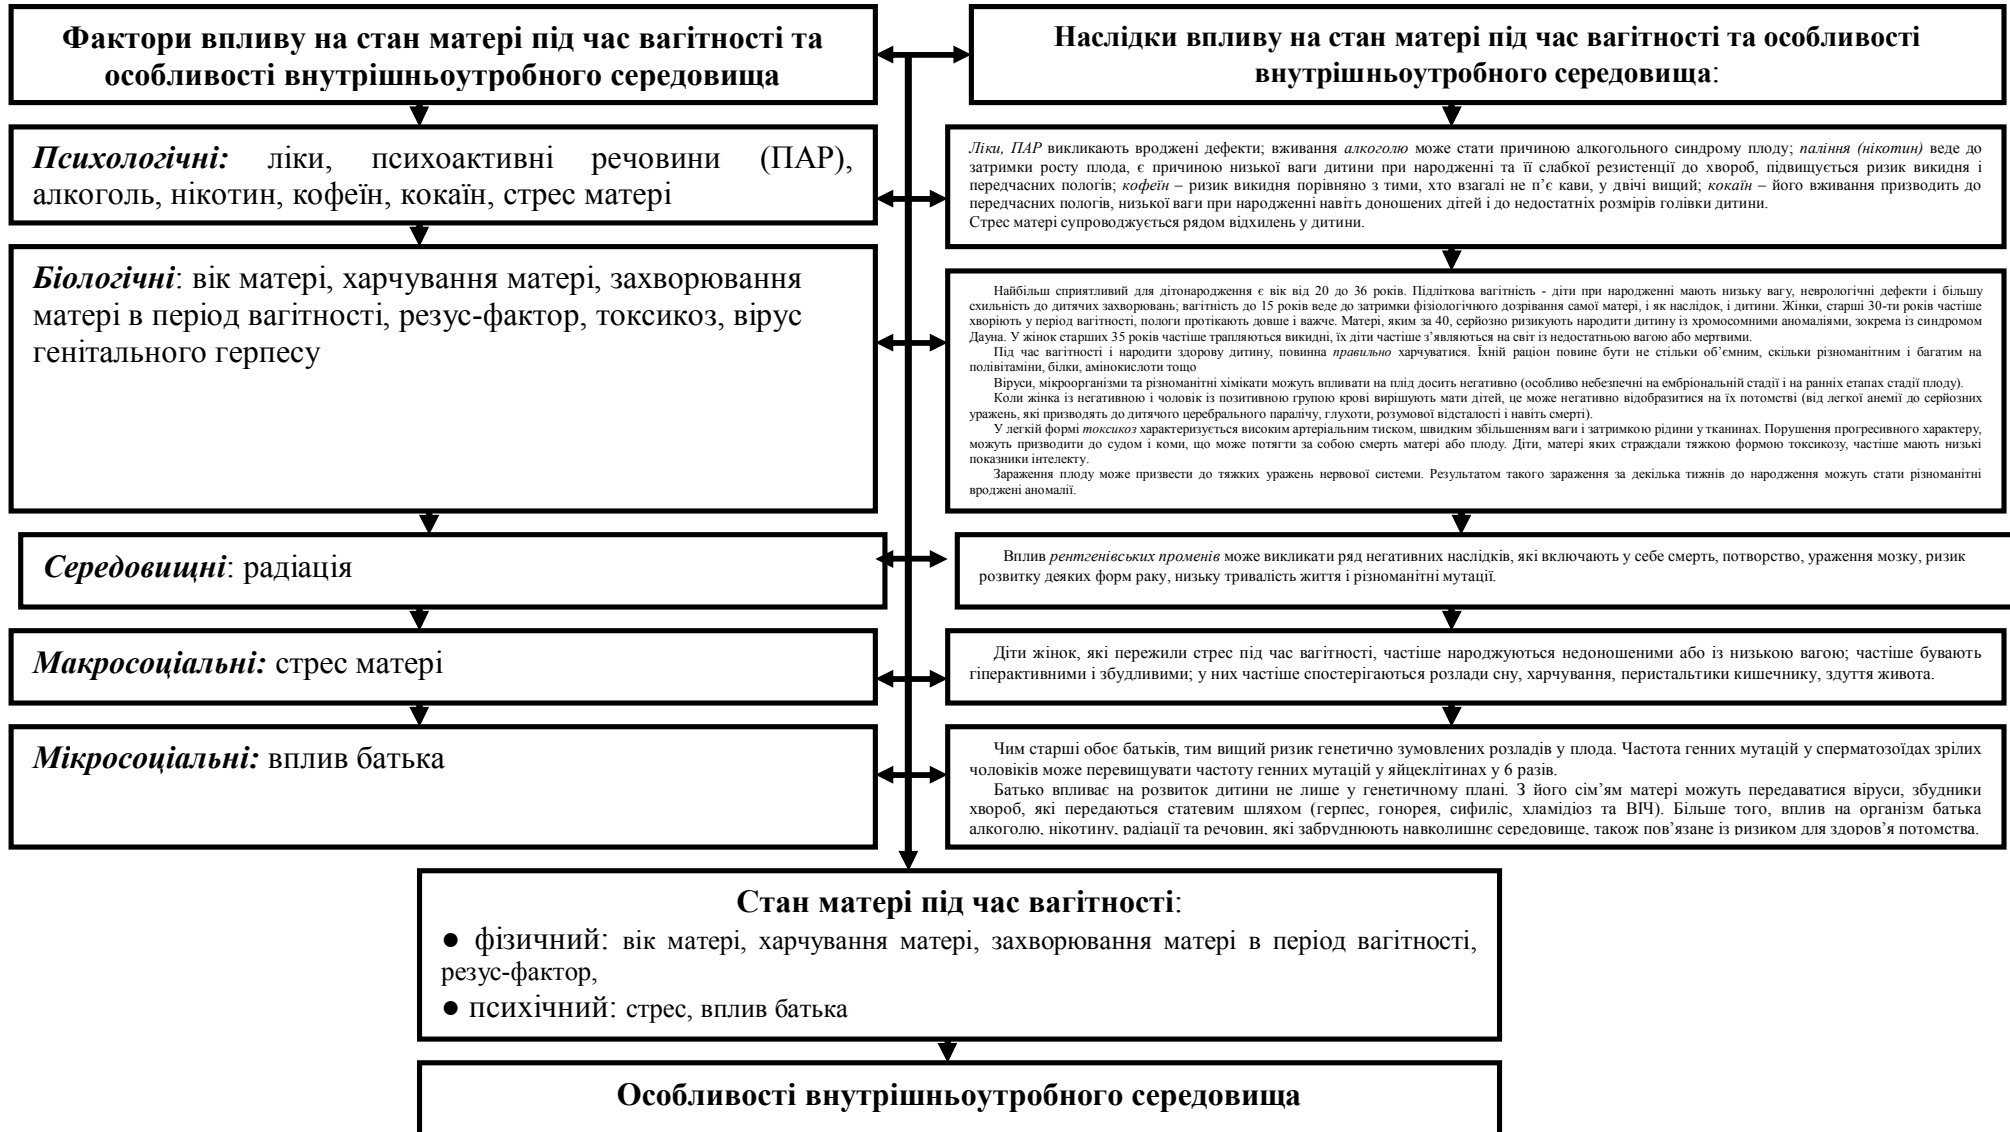 Фактори впливу на стан матері під час вагітності та
особливості внутрішньоутробного середовища
Наслідки впливу на стан матері під час вагітності та особливості
внутрішньоутробного середовища:
Психологічні: ліки, психоактивні речовини (ПАР),
алкоголь, нікотин, кофеїн, кокаїн, стрес матері
Ліки, ПАР викликають вроджені дефекти; вживання алкоголю може стати причиною алкогольного синдрому плоду; паління (нікотин) веде до
затримки росту плода, є причиною низької ваги дитини при народженні та її слабкої резистенції до хвороб, підвищується ризик викидня і
передчасних пологів; кофеїн – ризик викидня порівняно з тими, хто взагалі не п’є кави, у двічі вищий; кокаїн – його вживання призводить до
передчасних пологів, низької ваги при народженні навіть доношених дітей і до недостатніх розмірів голівки дитини.
Стрес матері супроводжується рядом відхилень у дитини.
Біологічні: вік матері, харчування матері, захворювання
матері в період вагітності, резус-фактор, токсикоз, вірус
генітального герпесу
Найбільш сприятливий для дітонародження є вік від 20 до 36 років. Підліткова вагітність - діти при народженні мають низьку вагу, неврологічні дефекти і більшу
схильність до дитячих захворювань; вагітність до 15 років веде до затримки фізіологічного дозрівання самої матері, і як наслідок, і дитини. Жінки, старші 30-ти років частіше
хворіють у період вагітності, пологи протікають довше і важче. Матері, яким за 40, серйозно ризикують народити дитину із хромосомними аномаліями, зокрема із синдромом
Дауна. У жінок старших 35 років частіше трапляються викидні, їх діти частіше з’являються на світ із недостатньою вагою або мертвими.
Під час вагітності і народити здорову дитину, повинна правильно харчуватися. Їхній раціон повине бути не стільки об’ємним, скільки різноманітним і багатим на
полівітаміни, білки, амінокислоти тощо
Віруси, мікроорганізми та різноманітні хімікати можуть впливати на плід досить негативно (особливо небезпечні на ембріональній стадії і на ранніх етапах стадії плоду).
Коли жінка із негативною і чоловік із позитивною групою крові вирішують мати дітей, це може негативно відобразитися на їх потомстві (від легкої анемії до серйозних
уражень, які призводять до дитячого церебрального паралічу, глухоти, розумової відсталості і навіть смерті).
У легкій формі токсикоз характеризується високим артеріальним тиском, швидким збільшенням ваги і затримкою рідини у тканинах. Порушення прогресивного характеру,
можуть призводити до судом і коми, що може потягти за собою смерть матері або плоду. Діти, матері яких страждали тяжкою формою токсикозу, частіше мають низькі
показники інтелекту.
Зараження плоду може призвести до тяжких уражень нервової системи. Результатом такого зараження за декілька тижнів до народження можуть стати різноманітні
вроджені аномалії.
Середовищні: радіація
Вплив рентгенівських променів може викликати ряд негативних наслідків, які включають у себе смерть, потворство, ураження мозку, ризик
розвитку деяких форм раку, низьку тривалість життя і різноманітні мутації.
Макросоціальні: стрес матері
Діти жінок, які пережили стрес під час вагітності, частіше народжуються недоношеними або із низькою вагою; частіше бувають
гіперактивними і збудливими; у них частіше спостерігаються розлади сну, харчування, перистальтики кишечнику, здуття живота.
Мікросоціальні: вплив батька
Чим старші обоє батьків, тим вищий ризик генетично зумовлених розладів у плода. Частота генних мутацій у сперматозоїдах зрілих
чоловіків може перевищувати частоту генних мутацій у яйцеклітинах у 6 разів.
Батько впливає на розвиток дитини не лише у генетичному плані. З його сім’ям матері можуть передаватися віруси, збудники
хвороб, які передаються статевим шляхом (герпес, гонорея, сифиліс, хламідіоз та ВІЧ). Більше того, вплив на організм батька
алкоголю, нікотину, радіації та речовин, які забруднюють навколишнє середовище, також пов’язане із ризиком для здоров’я потомства.
Стан матері під час вагітності:
● фізичний: вік матері, харчування матері, захворювання матері в період вагітності,
резус-фактор,
● психічний: стрес, вплив батька
Особливості внутрішньоутробного середовища